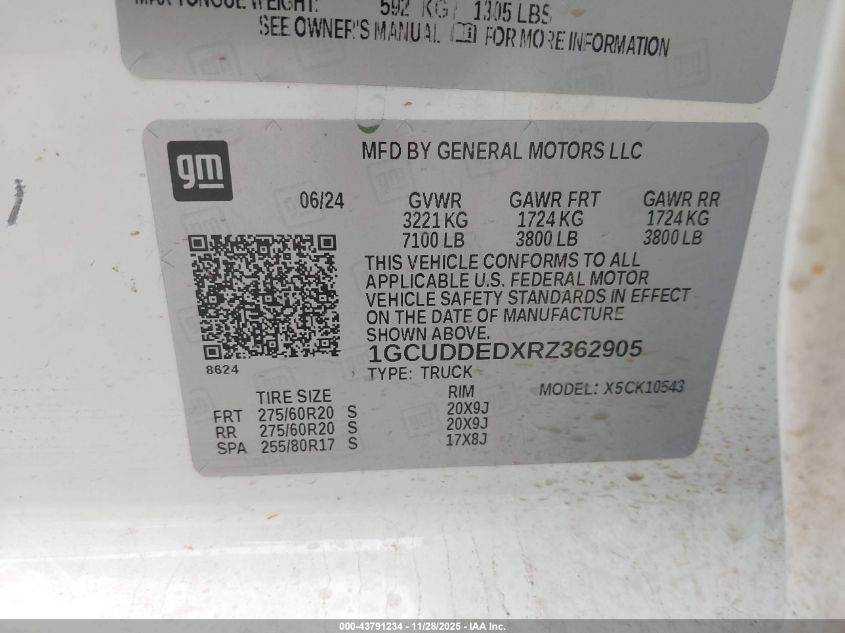 MAX TONGUE WEIGHT: 592 KG / 1305 LBS
SEE OWNER'S MANUAL FOR MORE INFORMATION
gm
MFD BY GENERAL MOTORS LLC
06/24 GVWR GAWR FRT GAWR RR
3221 KG 1724 KG 1724 KG
7100 LB 3800 LB 3800 LB
THIS VEHICLE CONFORMS TO ALL
APPLICABLE U.S. FEDERAL MOTOR
VEHICLE SAFETY STANDARDS IN EFFECT
ON THE DATE OF MANUFACTURE
SHOWN ABOVE.
1GCUDDEDXRZ362905
8624
TYPE: TRUCK
TIRE SIZE RIM MODEL: X5CK10543
FRT 275/60R20 S 20X9J
RR 275/60R20 S 20X9J
SPA 255/80R17 S 17X8J
000-43791234 - 11/28/2025 - IAA Inc.